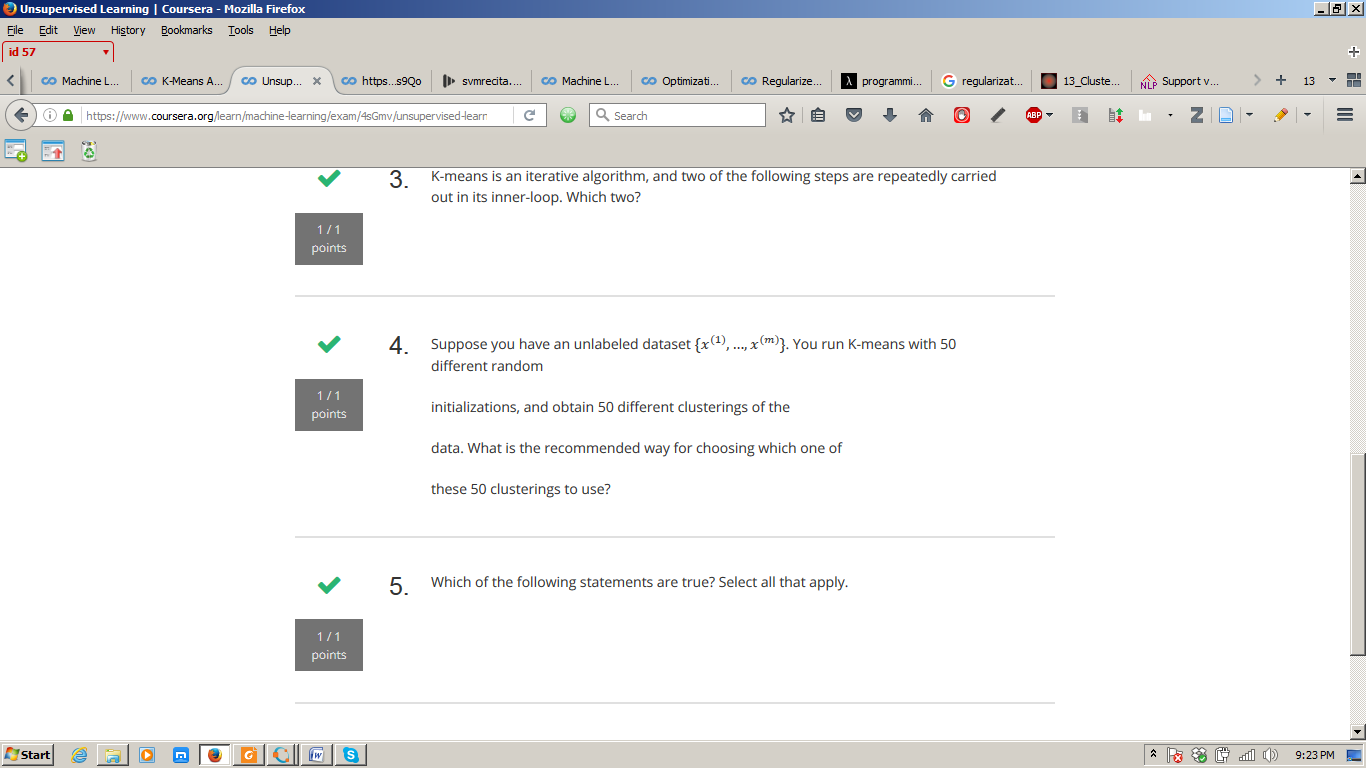 Unsupervised Learning | Coursera - Mozilla Firefox
File Edit View History Bookmarks Tools Help
id 57
Machine L... K-Means A... Unsup... https...s9Qo svmrecita.... Machine L... Optimizati... Regularize... programmi... regularizat... 13_Cluste... Support v... 13
https://www.coursera.org/learn/machine-learning/exam/4sGmv/unsupervised-learn Search ABP
3. K-means is an iterative algorithm, and two of the following steps are repeatedly carried
out in its inner-loop. Which two?
1 / 1
points
4. Suppose you have an unlabeled dataset {x⁽¹⁾, ..., x⁽ᵐ⁾}. You run K-means with 50
different random
1 / 1
points
initializations, and obtain 50 different clusterings of the
data. What is the recommended way for choosing which one of
these 50 clusterings to use?
5. Which of the following statements are true? Select all that apply.
1 / 1
points
Start 9:23 PM